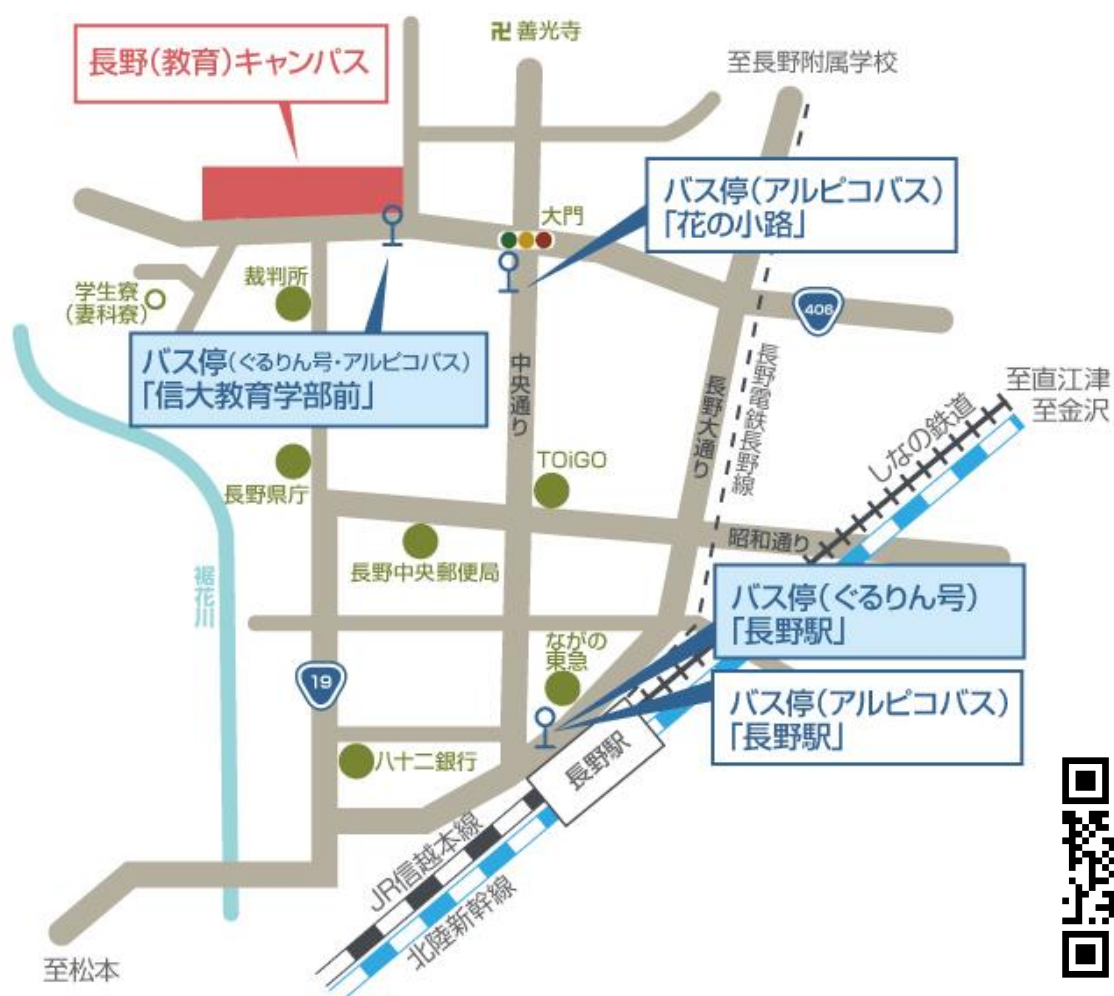 卍善光寺
長野(教育)キャンパス
至長野附属学校
バス停(アルピコバス)
「花の小路」
大門
裁判所
学生寮
(妻科寮)
406
バス停(ぐるりん号・アルピコバス)
「信大教育学部前」
中央通り
長野大通り
長野電鉄長野線
至直江津
至金沢
しなの鉄道
TOiGO
長野県庁
昭和通り
長野中央郵便局
裾花川
バス停(ぐるりん号)
「長野駅」
ながの
東急
19
バス停(アルピコバス)
「長野駅」
長野駅
八十二銀行
JR信越本線
北陸新幹線
至松本